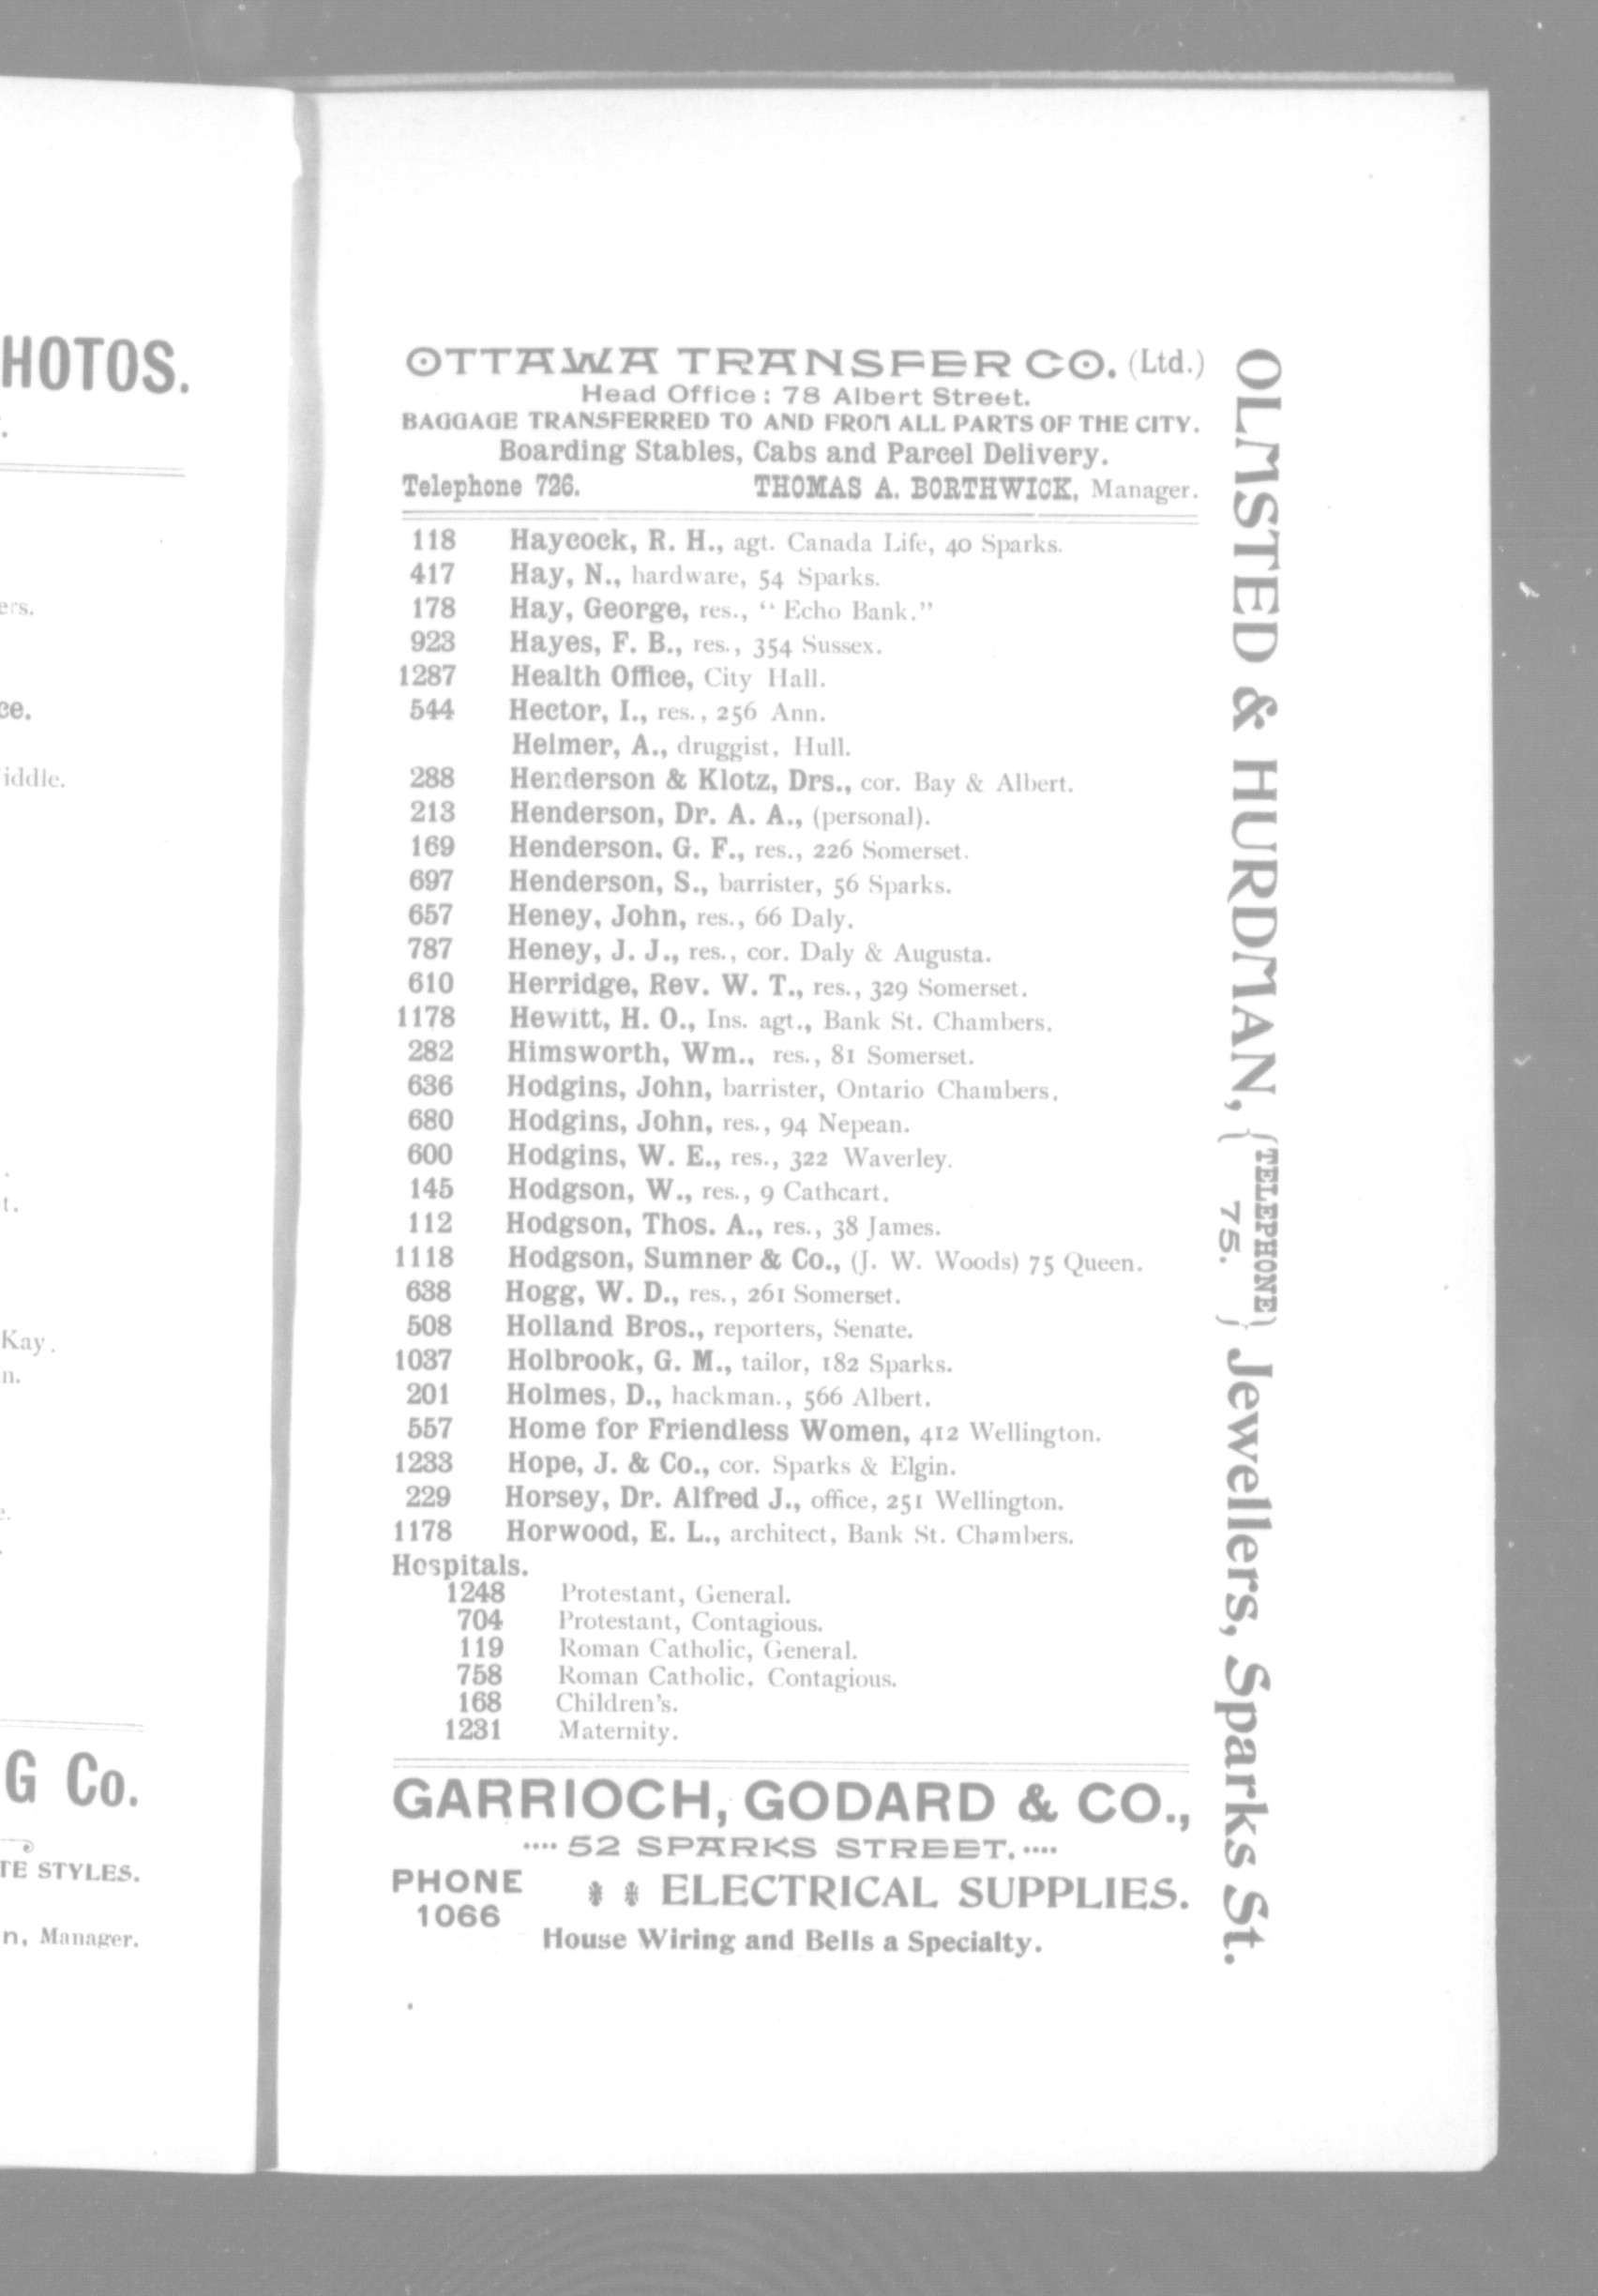 HOTOS.
ers.
ce.
iddle.
t.
Kay.
n.
e.
G Co.
TE STYLES.
n, Manager.
OTTAWA TRANSFER CO. (Ltd.)
Head Office: 78 Albert Street.
BAGGAGE TRANSFERRED TO AND FROM ALL PARTS OF THE CITY.
Boarding Stables, Cabs and Parcel Delivery.
Telephone 726. THOMAS A. BORTHWICK, Manager.
118 Haycock, R. H., agt. Canada Life, 40 Sparks.
417 Hay, N., hardware, 54 Sparks.
178 Hay, George, res., "Echo Bank."
923 Hayes, F. B., res., 354 Sussex.
1287 Health Office, City Hall.
544 Hector, I., res., 256 Ann.
Helmer, A., druggist, Hull.
288 Henderson & Klotz, Drs., cor. Bay & Albert.
213 Henderson, Dr. A. A., (personal).
169 Henderson, G. F., res., 226 Somerset.
697 Henderson, S., barrister, 56 Sparks.
657 Heney, John, res., 66 Daly.
787 Heney, J. J., res., cor. Daly & Augusta.
610 Herridge, Rev. W. T., res., 329 Somerset.
1178 Hewitt, H. O., Ins. agt., Bank St. Chambers.
282 Himsworth, Wm., res., 81 Somerset.
636 Hodgins, John, barrister, Ontario Chambers.
680 Hodgins, John, res., 94 Nepean.
600 Hodgins, W. E., res., 322 Waverley.
145 Hodgson, W., res., 9 Cathcart.
112 Hodgson, Thos. A., res., 38 James.
1118 Hodgson, Sumner & Co., (J. W. Woods) 75 Queen.
638 Hogg, W. D., res., 261 Somerset.
508 Holland Bros., reporters, Senate.
1037 Holbrook, G. M., tailor, 182 Sparks.
201 Holmes, D., hackman., 566 Albert.
557 Home for Friendless Women, 412 Wellington.
1233 Hope, J. & Co., cor. Sparks & Elgin.
229 Horsey, Dr. Alfred J., office, 251 Wellington.
1178 Horwood, E. L., architect, Bank St. Chambers.
Hospitals.
1248 Protestant, General.
704 Protestant, Contagious.
119 Roman Catholic, General.
758 Roman Catholic, Contagious.
168 Children's.
1231 Maternity.
GARRIOCH, GODARD & CO.,
.... 52 SPARKS STREET. ....
PHONE 1066 ELECTRICAL SUPPLIES.
House Wiring and Bells a Specialty.
OLMSTED & HURDMAN, {TELEPHONE 75.} Jewellers, Sparks St.